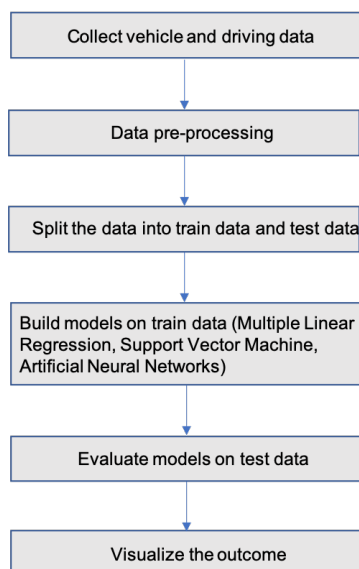 Collect vehicle and driving data
Data pre-processing
Split the data into train data and test data
Build models on train data (Multiple Linear
Regression, Support Vector Machine,
Artificial Neural Networks)
Evaluate models on test data
Visualize the outcome